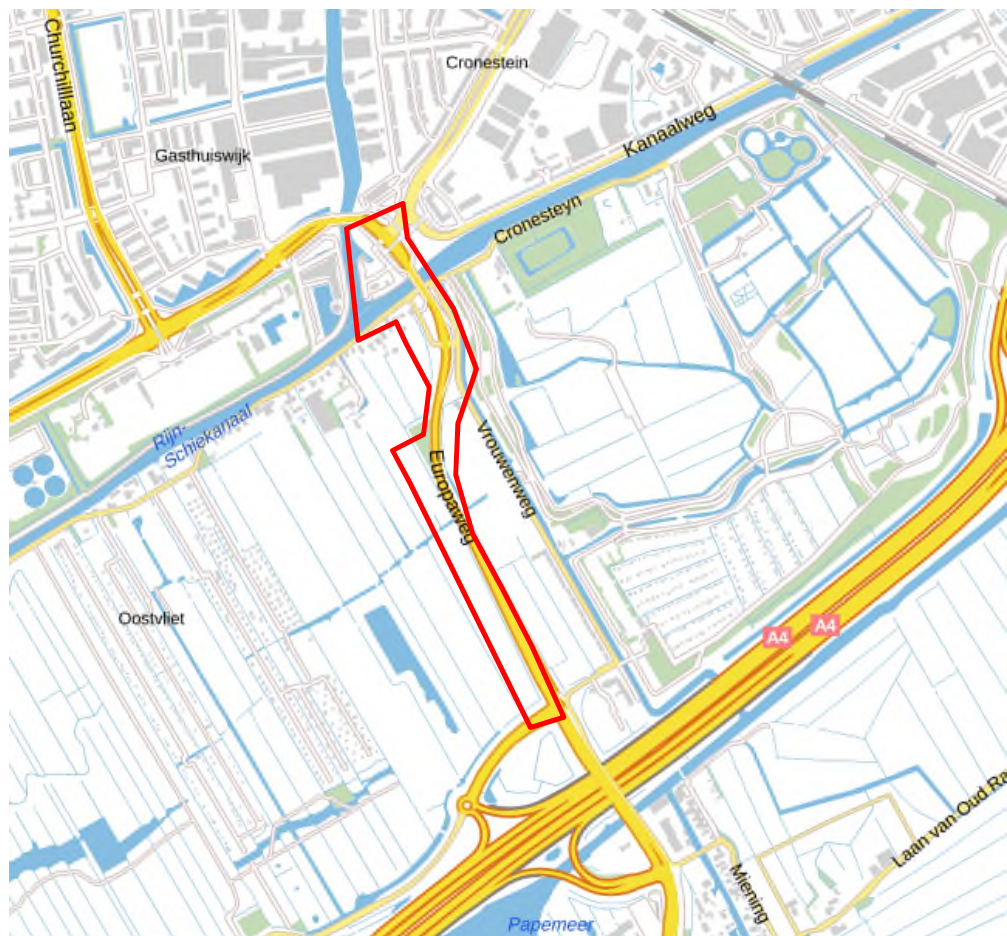 Churchilllaan
Cronestein
Gasthuiswijk
Kanaalweg
Cronesteyn
Rijn-
Schiekanaal
Europaweg
Vrouwenweg
Oostvliet
A4
A4
Laan van Oud Ra
Miening
Papemeer